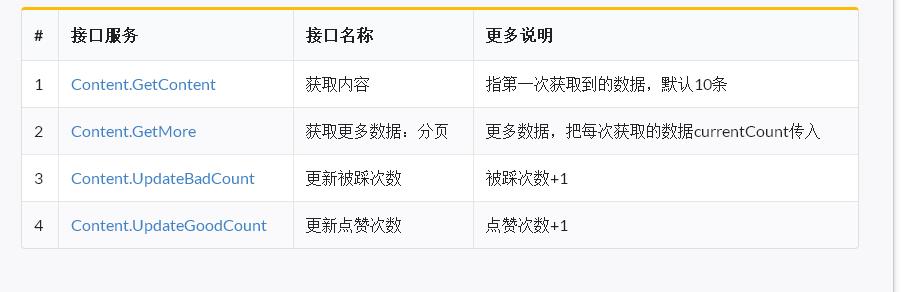 # 接口服务 接口名称 更多说明
1 Content.GetContent 获取内容 指第一次获取到的数据，默认10条
2 Content.GetMore 获取更多数据：分页 更多数据，把每次获取的数据currentCount传入
3 Content.UpdateBadCount 更新被踩次数 被踩次数+1
4 Content.UpdateGoodCount 更新点赞次数 点赞次数+1